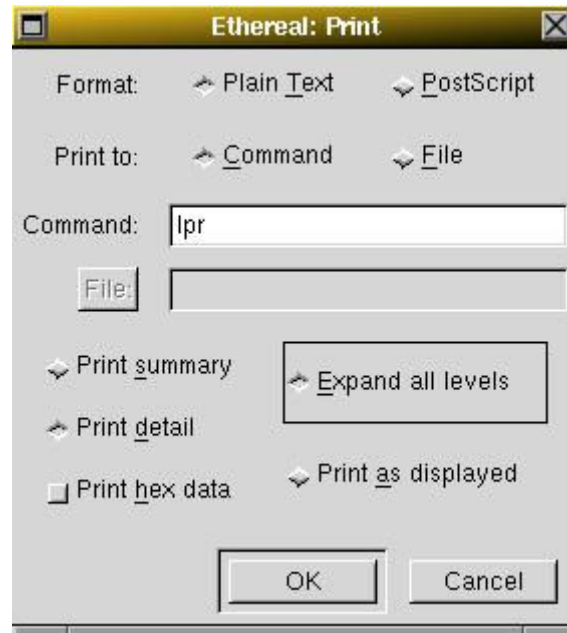 Ethereal: Print
Format: Plain Text PostScript
Print to: Command File
Command: lpr
File:
Print summary
Expand all levels
Print detail
Print as displayed
Print hex data
OK Cancel